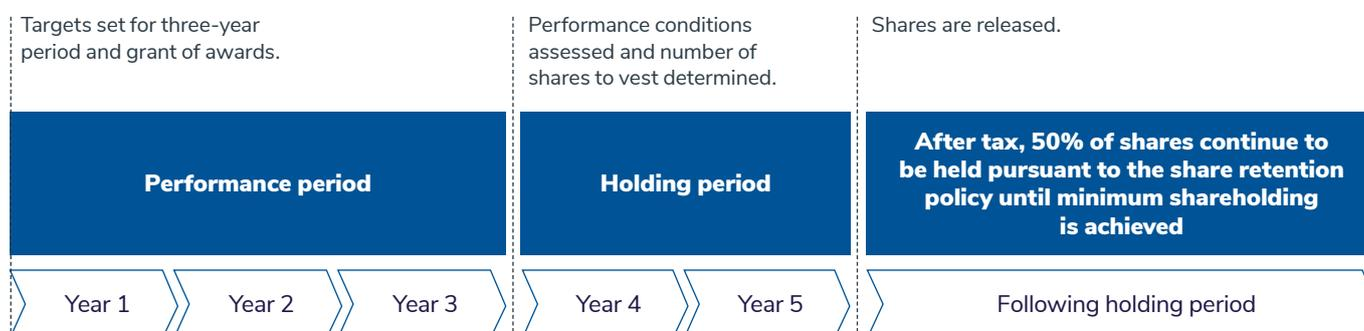 Targets set for three-year
period and grant of awards.
Performance conditions
assessed and number of
shares to vest determined.
Shares are released.
Performance period
Holding period
After tax, 50% of shares continue to
be held pursuant to the share retention
policy until minimum shareholding
is achieved
Year 1
Year 2
Year 3
Year 4
Year 5
Following holding period